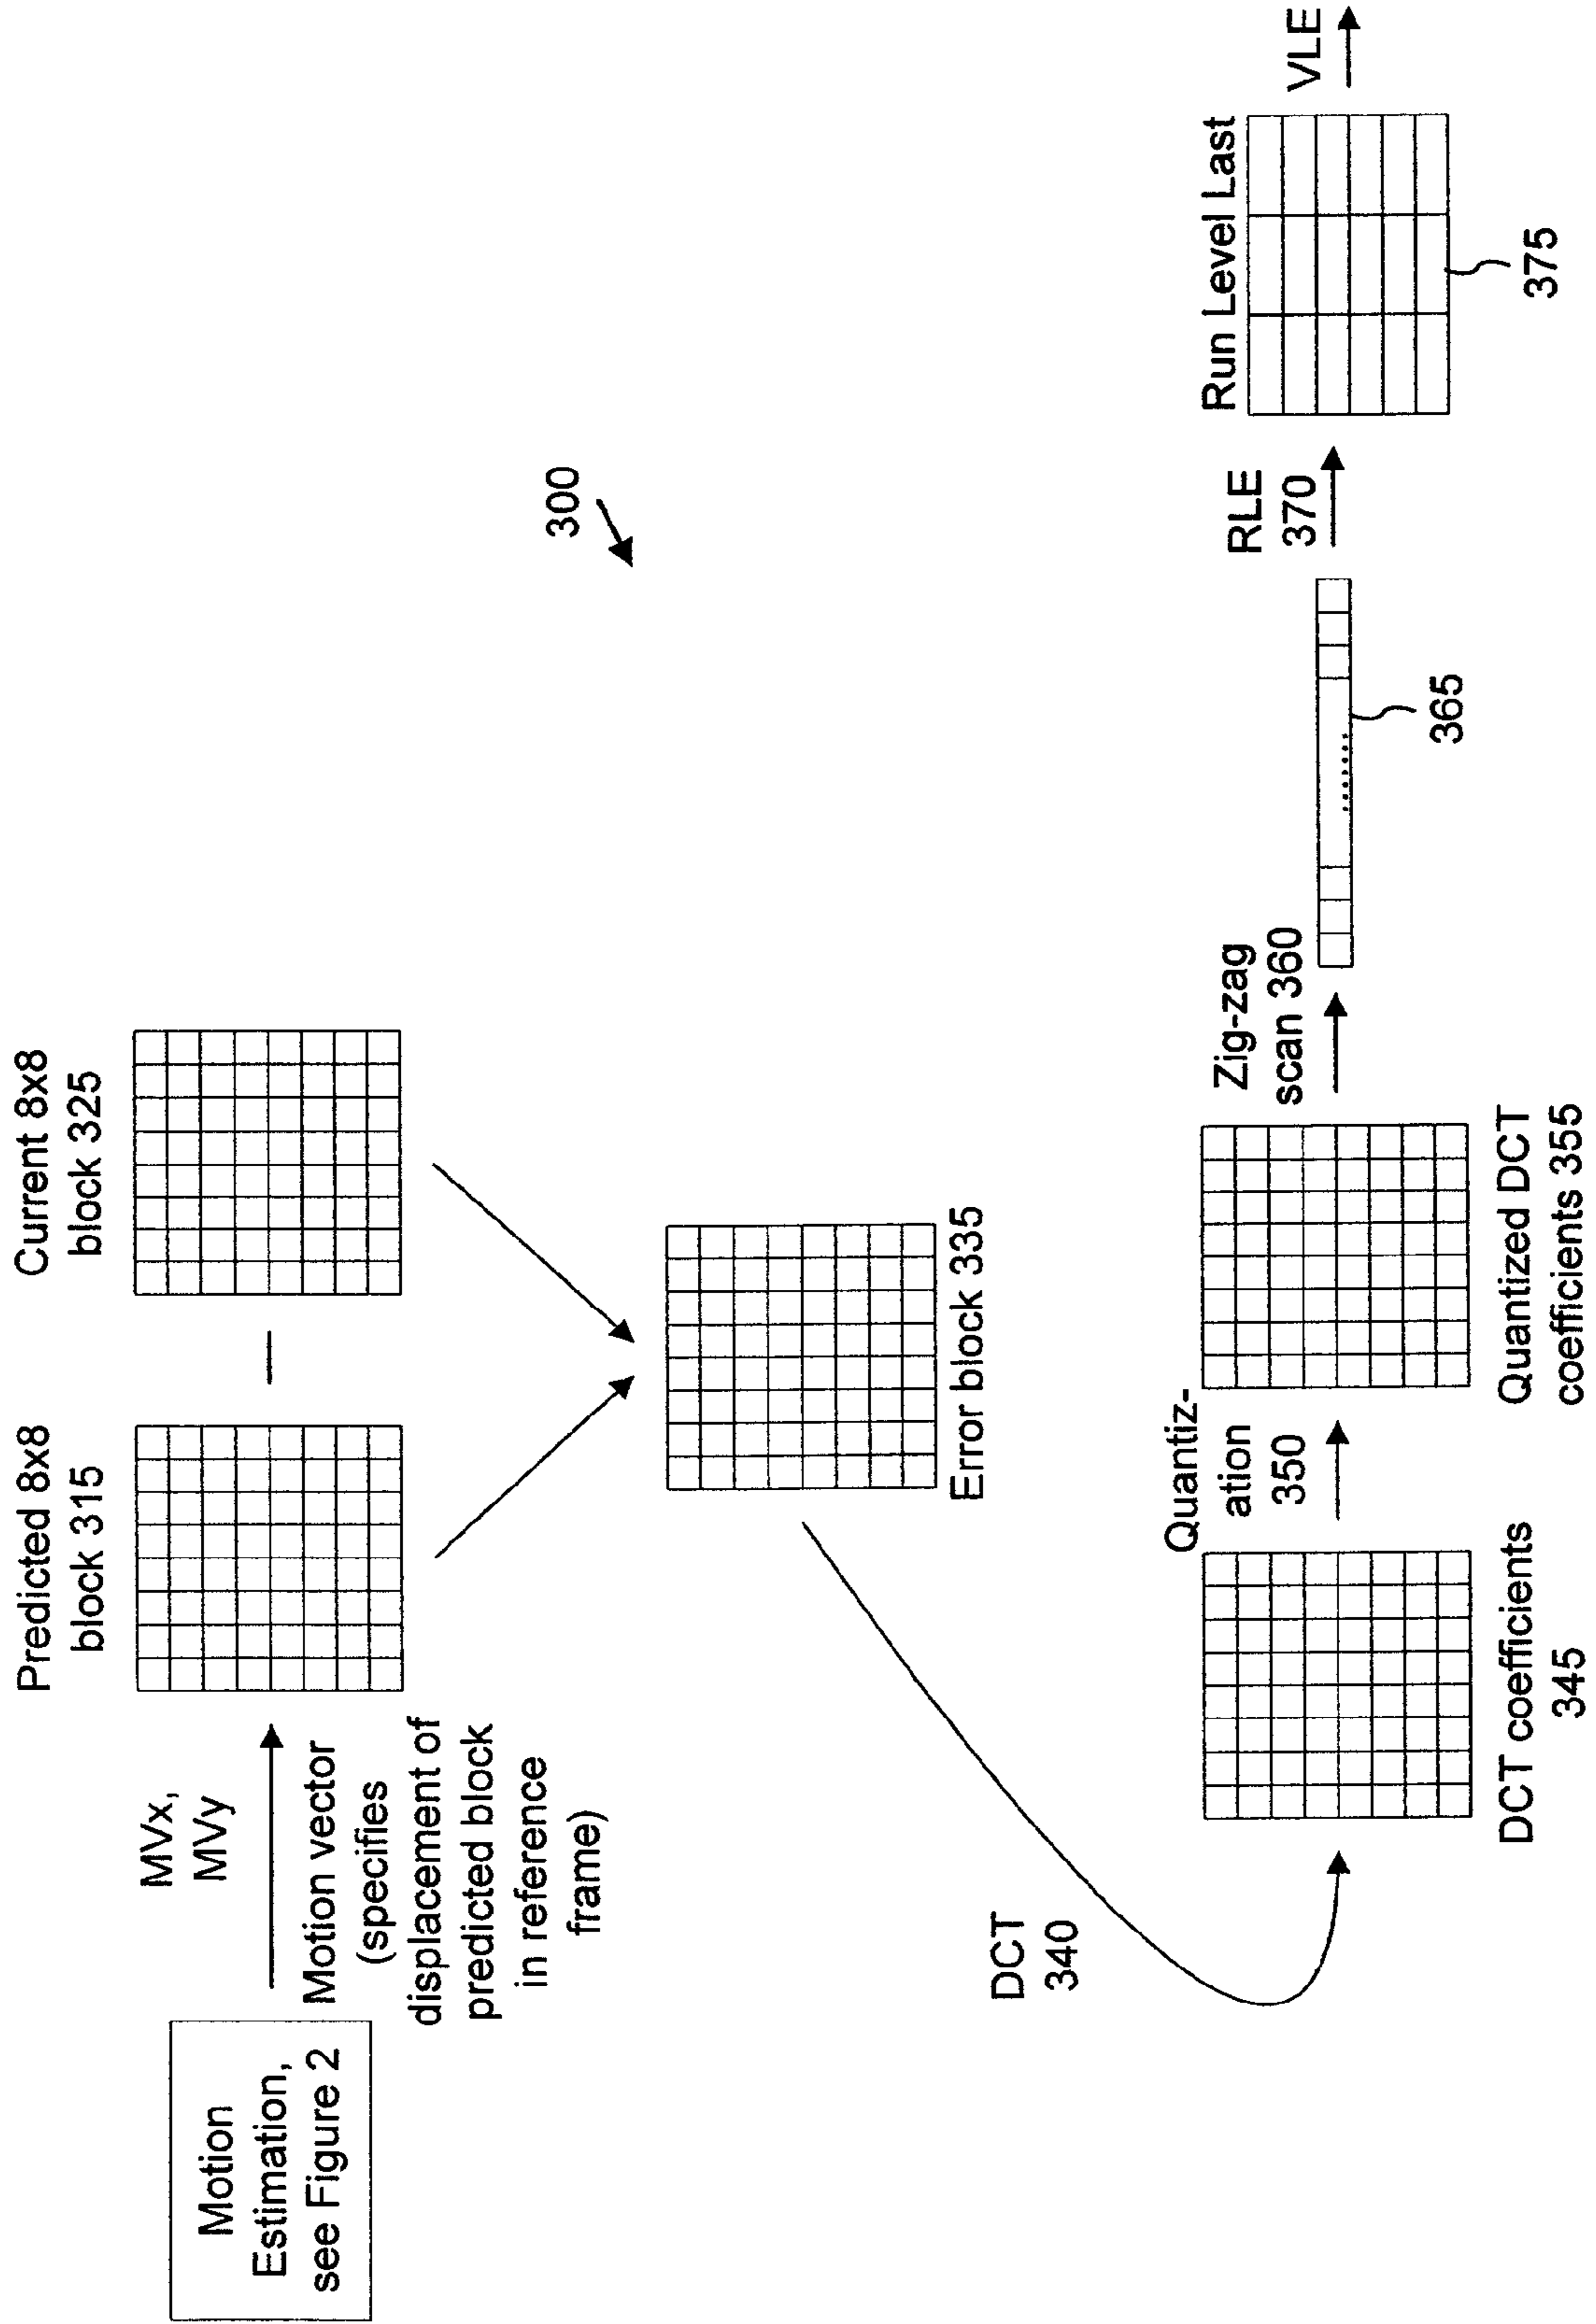 Motion
Estimation,
see Figure 2
MVx,
MVy
Motion vector
(specifies
displacement of
predicted block
in reference
frame)
Predicted 8x8
block 315
Current 8x8
block 325
300
Error block 335
DCT
340
DCT coefficients
345
Quantiz-
ation
350
Quantized DCT
coefficients 355
Zig-zag
scan 360
365
RLE
370
Run Level Last
375
VLE